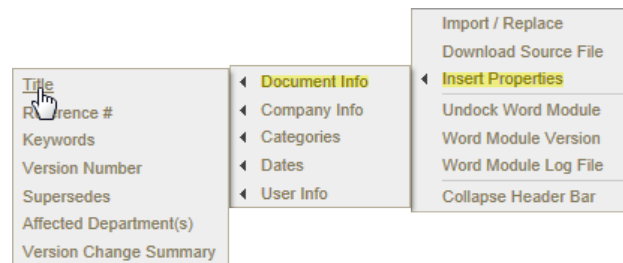 Import / Replace
Download Source File
Insert Properties
Undock Word Module
Word Module Version
Word Module Log File
Collapse Header Bar
Document Info
Company Info
Categories
Dates
User Info
Title
Reference #
Keywords
Version Number
Supersedes
Affected Department(s)
Version Change Summary